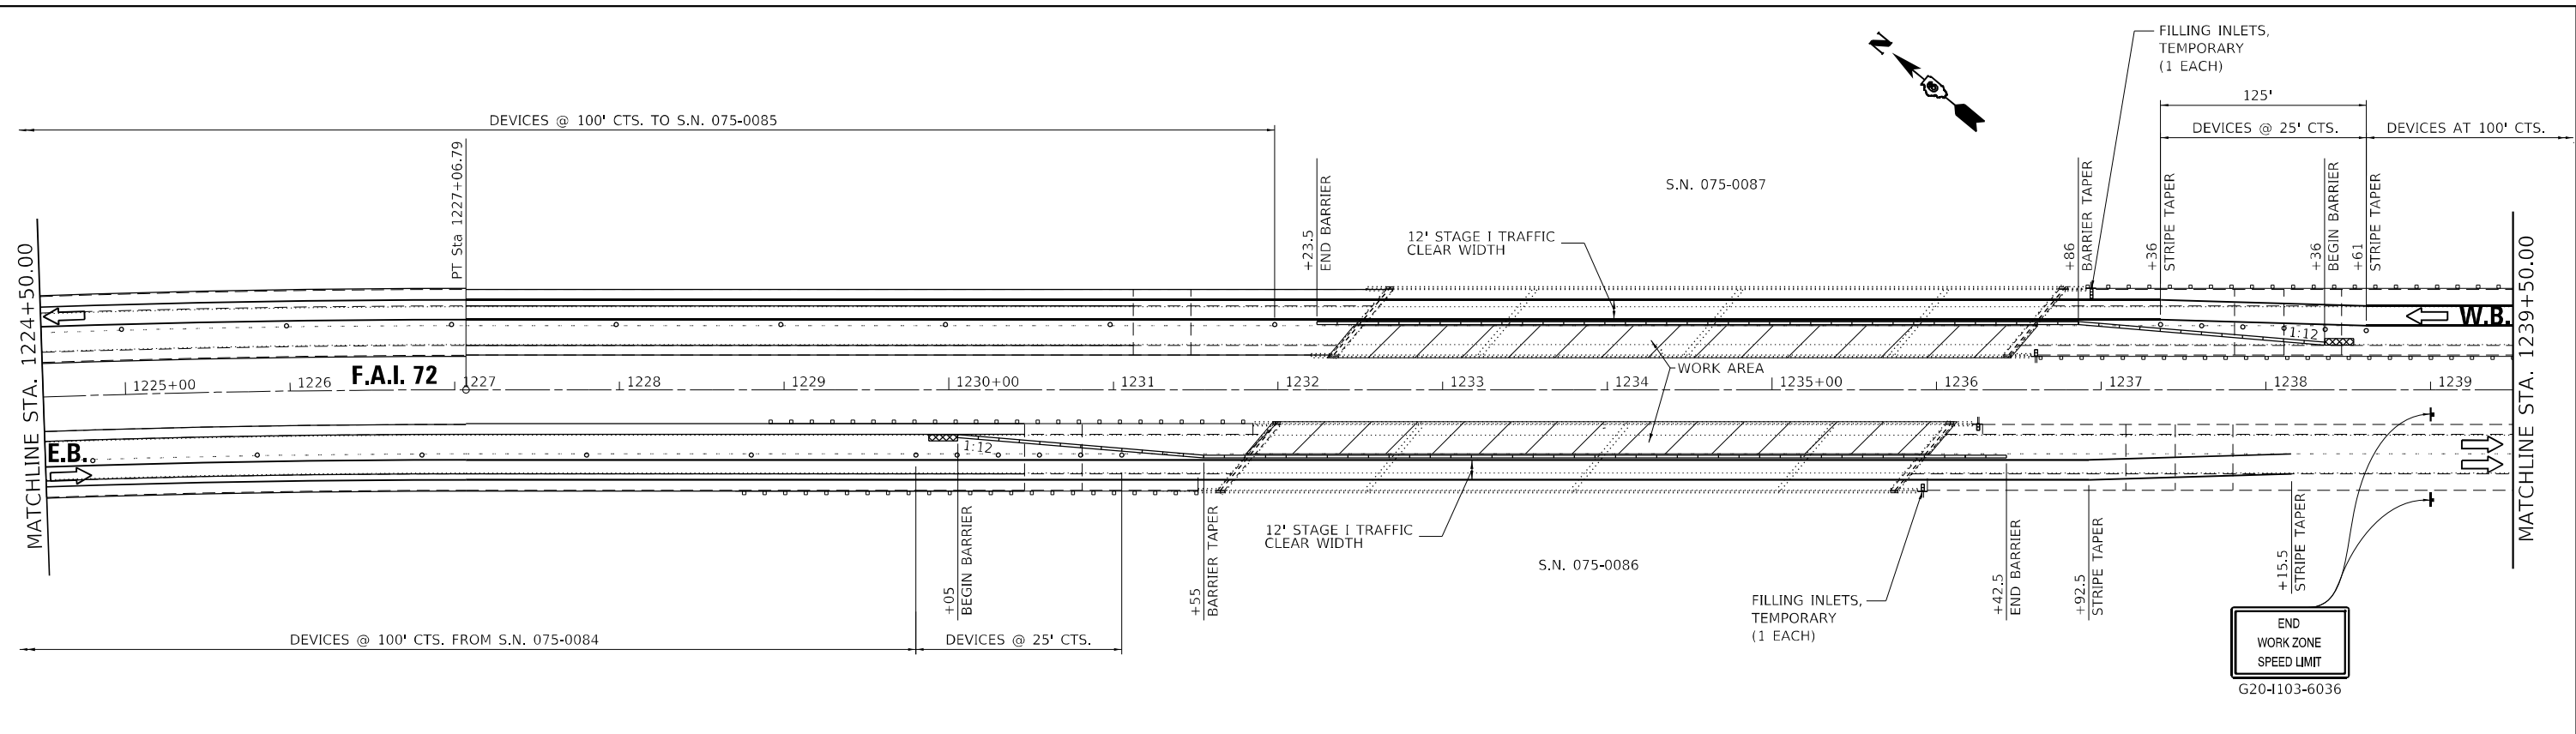 N
FILLING INLETS,
TEMPORARY
(1 EACH)
125'
DEVICES @ 100' CTS. TO S.N. 075-0085
DEVICES @ 25' CTS.
DEVICES AT 100' CTS.
PT Sta 1227+06.79
+23.5
END BARRIER
S.N. 075-0087
12' STAGE I TRAFFIC
CLEAR WIDTH
+86
BARRIER TAPER
+36
STRIPE TAPER
+36
BEGIN BARRIER
+61
STRIPE TAPER
MATCHLINE STA. 1224+50.00
MATCHLINE STA. 1239+50.00
W.B.
1:12
WORK AREA
F.A.I. 72
1225+00
1226
1227
1228
1229
1230+00
1231
1232
1233
1234
1235+00
1236
1237
1238
1239
E.B.
1:12
+05
BEGIN BARRIER
+55
BARRIER TAPER
12' STAGE I TRAFFIC
CLEAR WIDTH
S.N. 075-0086
FILLING INLETS,
TEMPORARY
(1 EACH)
+42.5
END BARRIER
+92.5
STRIPE TAPER
+15.5
STRIPE TAPER
DEVICES @ 100' CTS. FROM S.N. 075-0084
DEVICES @ 25' CTS.
END
WORK ZONE
SPEED LIMIT
G20-I103-6036